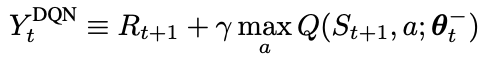 Y_t^{DQN} ≡ R_{t+1} + γ max_a Q(S_{t+1}, a; θ_t^-)